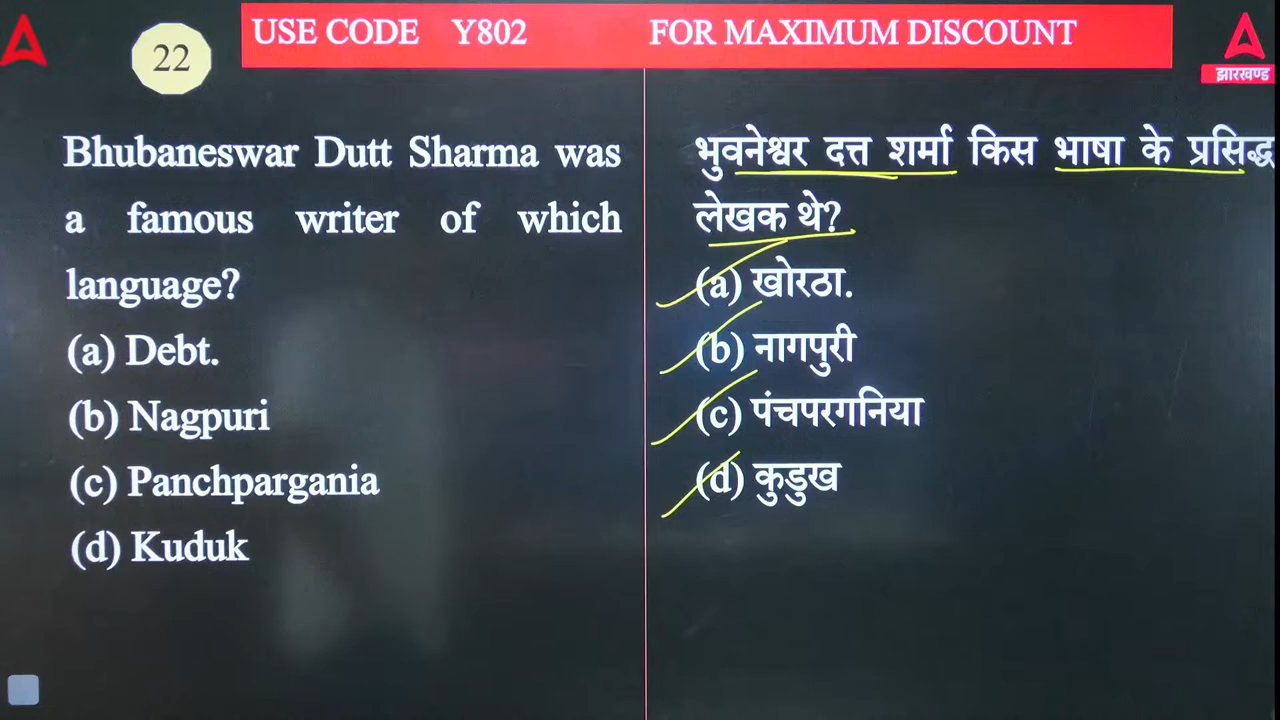 USE CODE Y802 FOR MAXIMUM DISCOUNT
22
झारखण्ड
Bhubaneswar Dutt Sharma was
a famous writer of which
language?
(a) Debt.
(b) Nagpuri
(c) Panchpargania
(d) Kuduk
भुवनेश्वर दत्त शर्मा किस भाषा के प्रसिद्ध
लेखक थे?
(a) खोरठा.
(b) नागपुरी
(c) पंचपरगनिया
(d) कुडुख